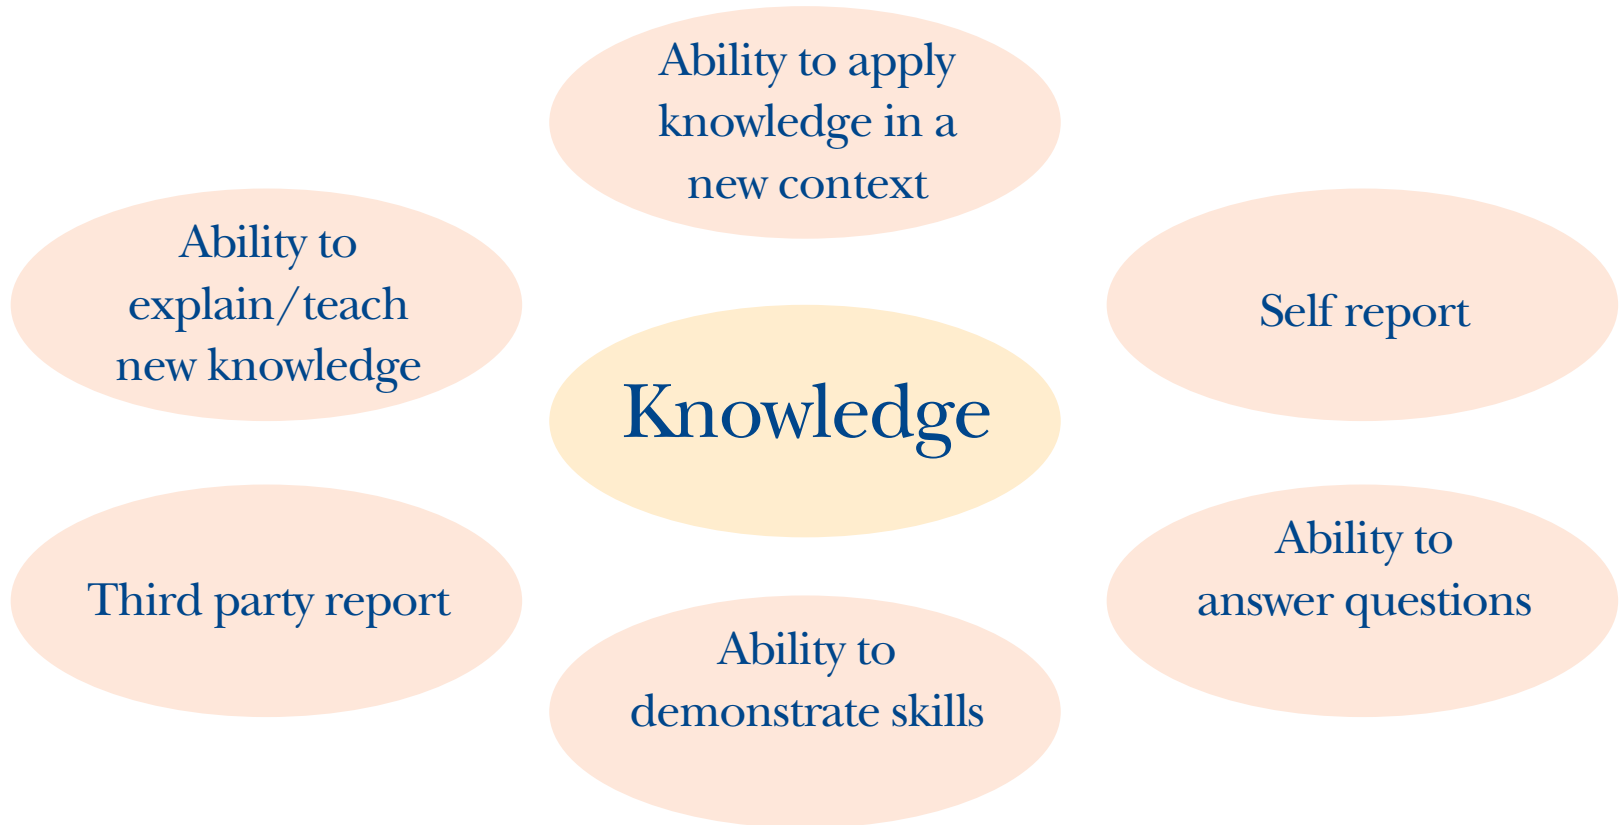 Ability to apply
knowledge in a
new context
Ability to
explain/teach
new knowledge
Self report
Knowledge
Third party report
Ability to
answer questions
Ability to
demonstrate skills